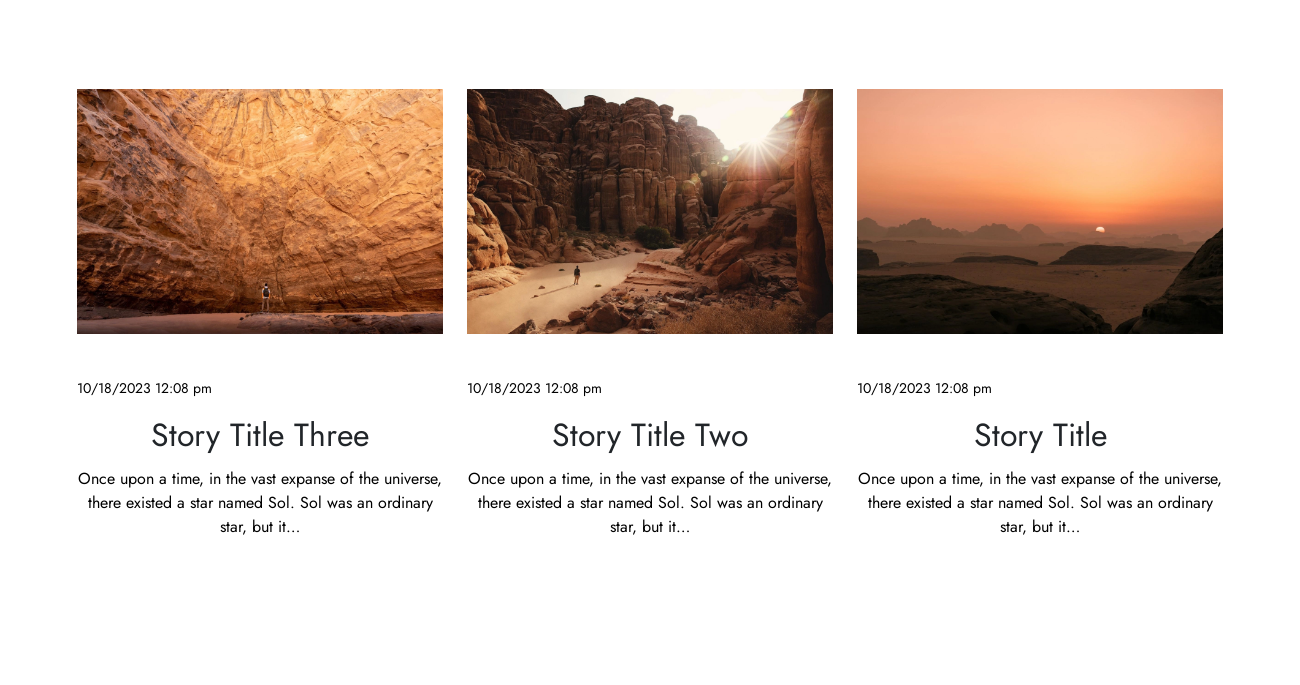 10/18/2023 12:08 pm
Story Title Three
Once upon a time, in the vast expanse of the universe,
there existed a star named Sol. Sol was an ordinary
star, but it...
10/18/2023 12:08 pm
Story Title Two
Once upon a time, in the vast expanse of the universe,
there existed a star named Sol. Sol was an ordinary
star, but it...
10/18/2023 12:08 pm
Story Title
Once upon a time, in the vast expanse of the universe,
there existed a star named Sol. Sol was an ordinary
star, but it...